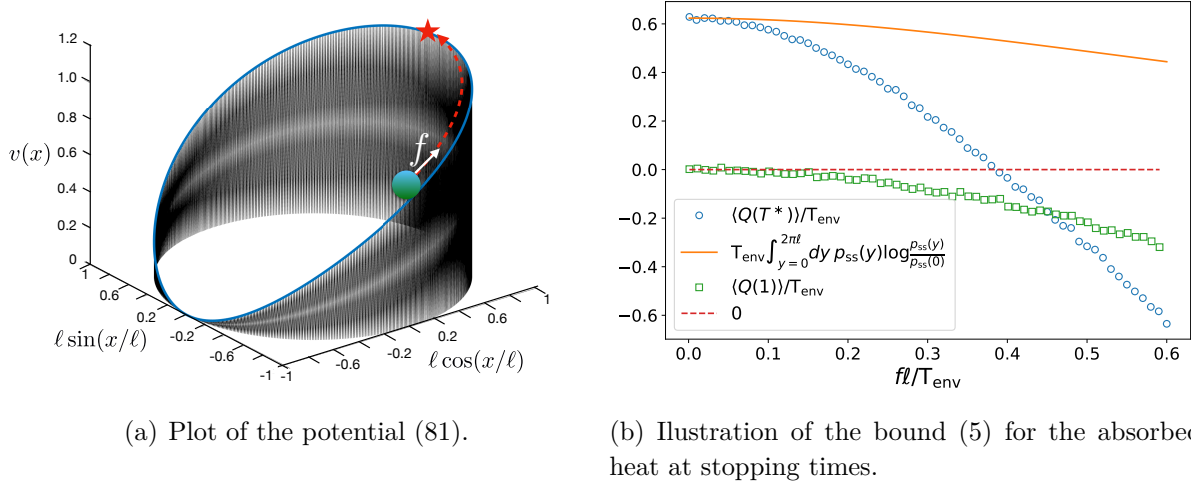 1.2
1.0
0.8
0.6
0.4
0.2
0
v(x)
f
1
0.6
0.2
-0.2
-0.6
-1
ℓ sin(x/ℓ)
-1
-0.6
-0.2
0.2
0.6
1
ℓ cos(x/ℓ)
(a) Plot of the potential (81).
0.6
0.4
0.2
0.0
−0.2
−0.4
−0.6
⟨Q(T*)⟩/T_env
T_env ∫_{y=0}^{2πℓ} dy p_ss(y) log p_ss(y)/p_ss(0)
⟨Q(1)⟩/T_env
0
0.0 0.1 0.2 0.3 0.4 0.5 0.6
fℓ/T_env
(b) Ilustration of the bound (5) for the absorbed
heat at stopping times.